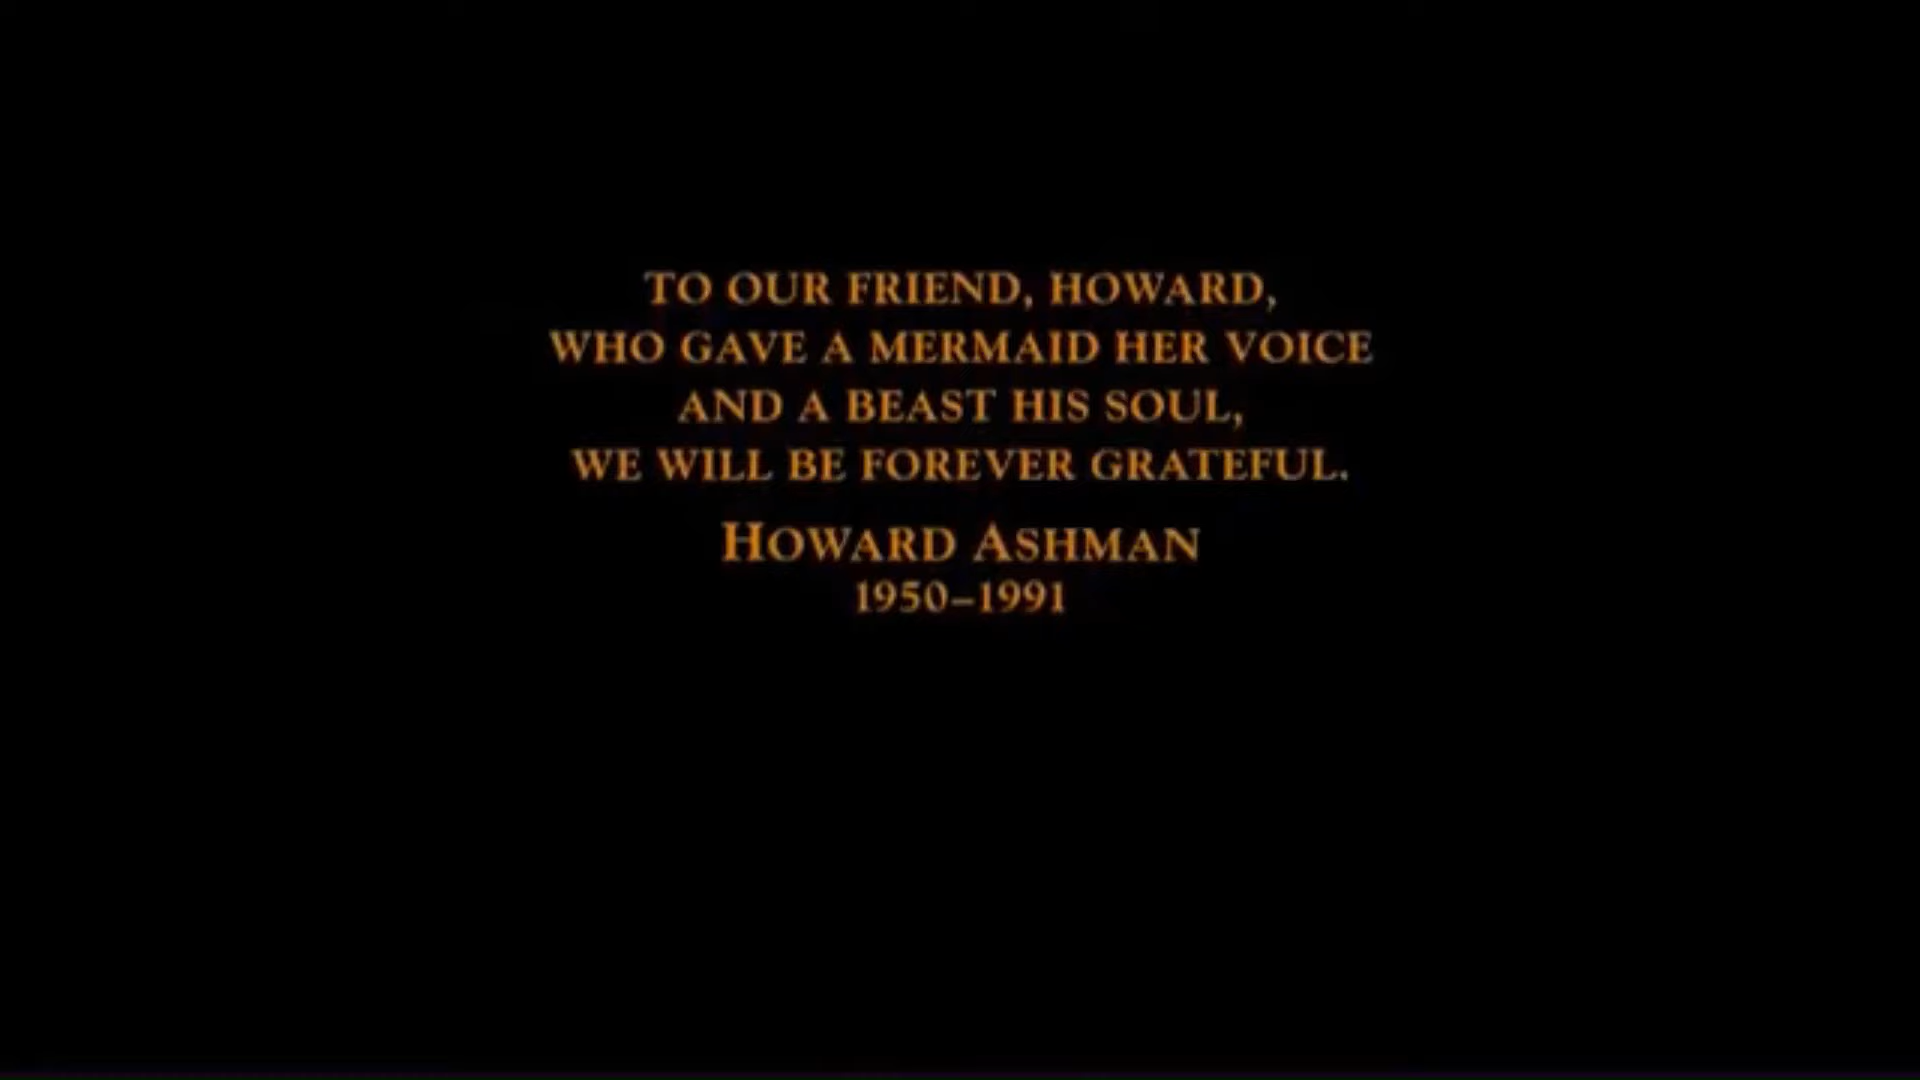 TO OUR FRIEND, HOWARD,
WHO GAVE A MERMAID HER VOICE
AND A BEAST HIS SOUL,
WE WILL BE FOREVER GRATEFUL.
HOWARD ASHMAN
1950–1991